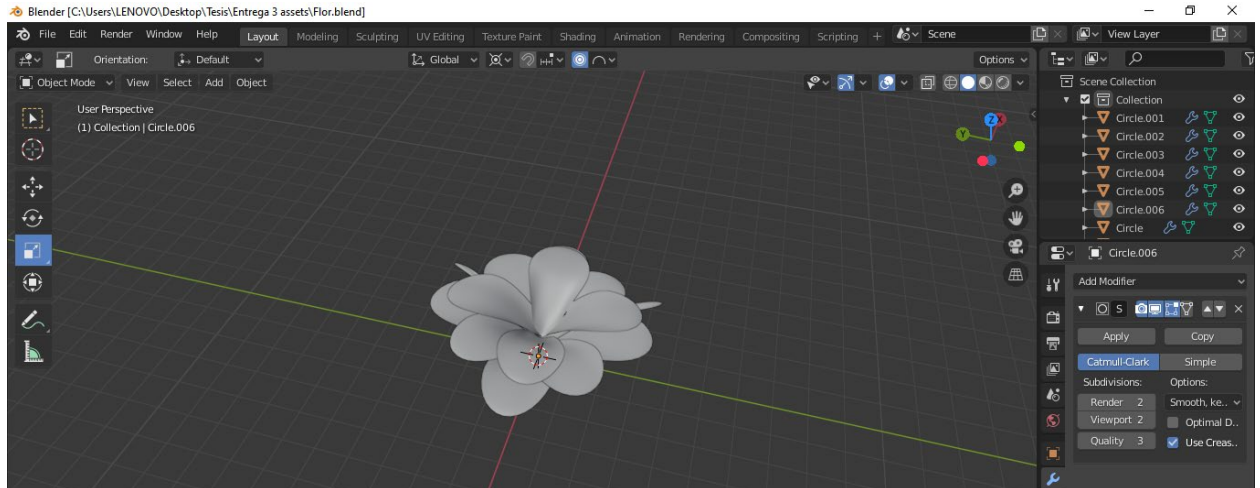 Blender [C:\Users\LENOVO\Desktop\Tesis\Entrega 3 assets\Flor.blend]
File Edit Render Window Help Layout Modeling Sculpting UV Editing Texture Paint Shading Animation Rendering Compositing Scripting + Scene View Layer
Orientation: Default Global Options
Object Mode View Select Add Object
User Perspective
(1) Collection | Circle.006
Z X
Y
Scene Collection
Collection
Circle.001
Circle.002
Circle.003
Circle.004
Circle.005
Circle.006
Circle
Circle.006
Add Modifier
S
Apply Copy
Catmull-Clark Simple
Subdivisions: Options:
Render 2 Smooth, ke..
Viewport 2 Optimal D..
Quality 3 Use Creas..